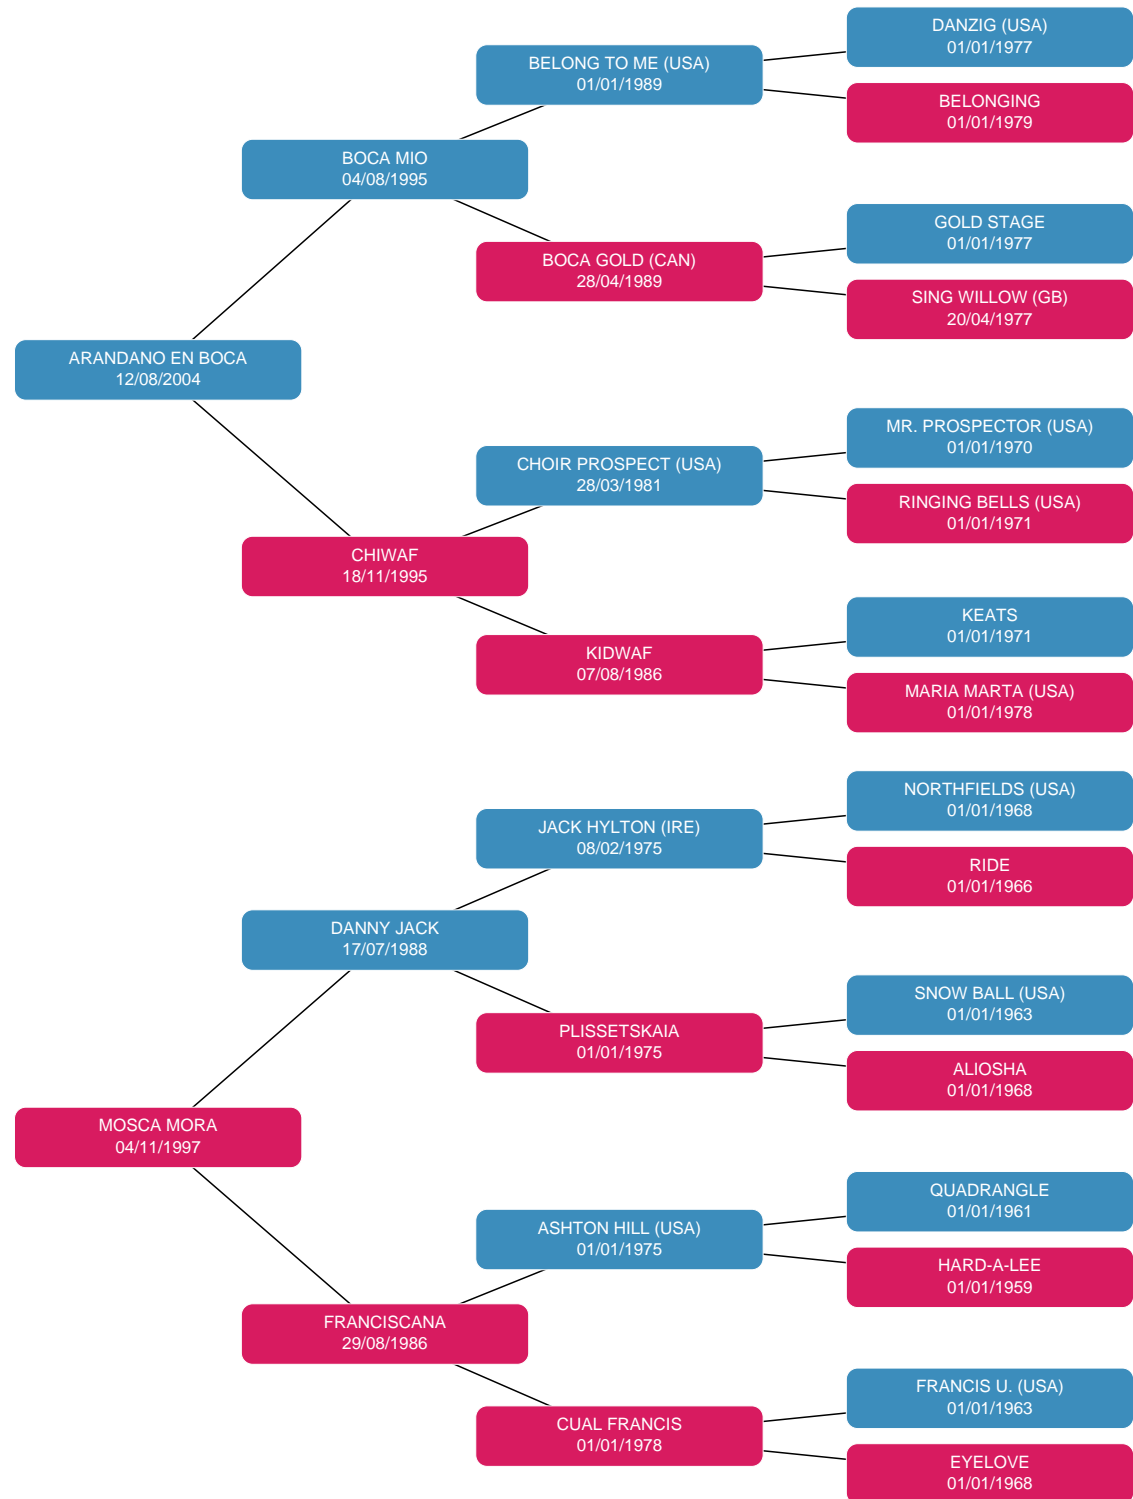 DANZIG (USA)
01/01/1977
BELONG TO ME (USA)
01/01/1989
BELONGING
01/01/1979
BOCA MIO
04/08/1995
GOLD STAGE
01/01/1977
BOCA GOLD (CAN)
28/04/1989
SING WILLOW (GB)
20/04/1977
ARANDANO EN BOCA
12/08/2004
MR. PROSPECTOR (USA)
01/01/1970
CHOIR PROSPECT (USA)
28/03/1981
RINGING BELLS (USA)
01/01/1971
CHIWAF
18/11/1995
KEATS
01/01/1971
KIDWAF
07/08/1986
MARIA MARTA (USA)
01/01/1978
NORTHFIELDS (USA)
01/01/1968
JACK HYLTON (IRE)
08/02/1975
RIDE
01/01/1966
DANNY JACK
17/07/1988
SNOW BALL (USA)
01/01/1963
PLISSETSKAIA
01/01/1975
ALIOSHA
01/01/1968
MOSCA MORA
04/11/1997
QUADRANGLE
01/01/1961
ASHTON HILL (USA)
01/01/1975
HARD-A-LEE
01/01/1959
FRANCISCANA
29/08/1986
FRANCIS U. (USA)
01/01/1963
CUAL FRANCIS
01/01/1978
EYELOVE
01/01/1968